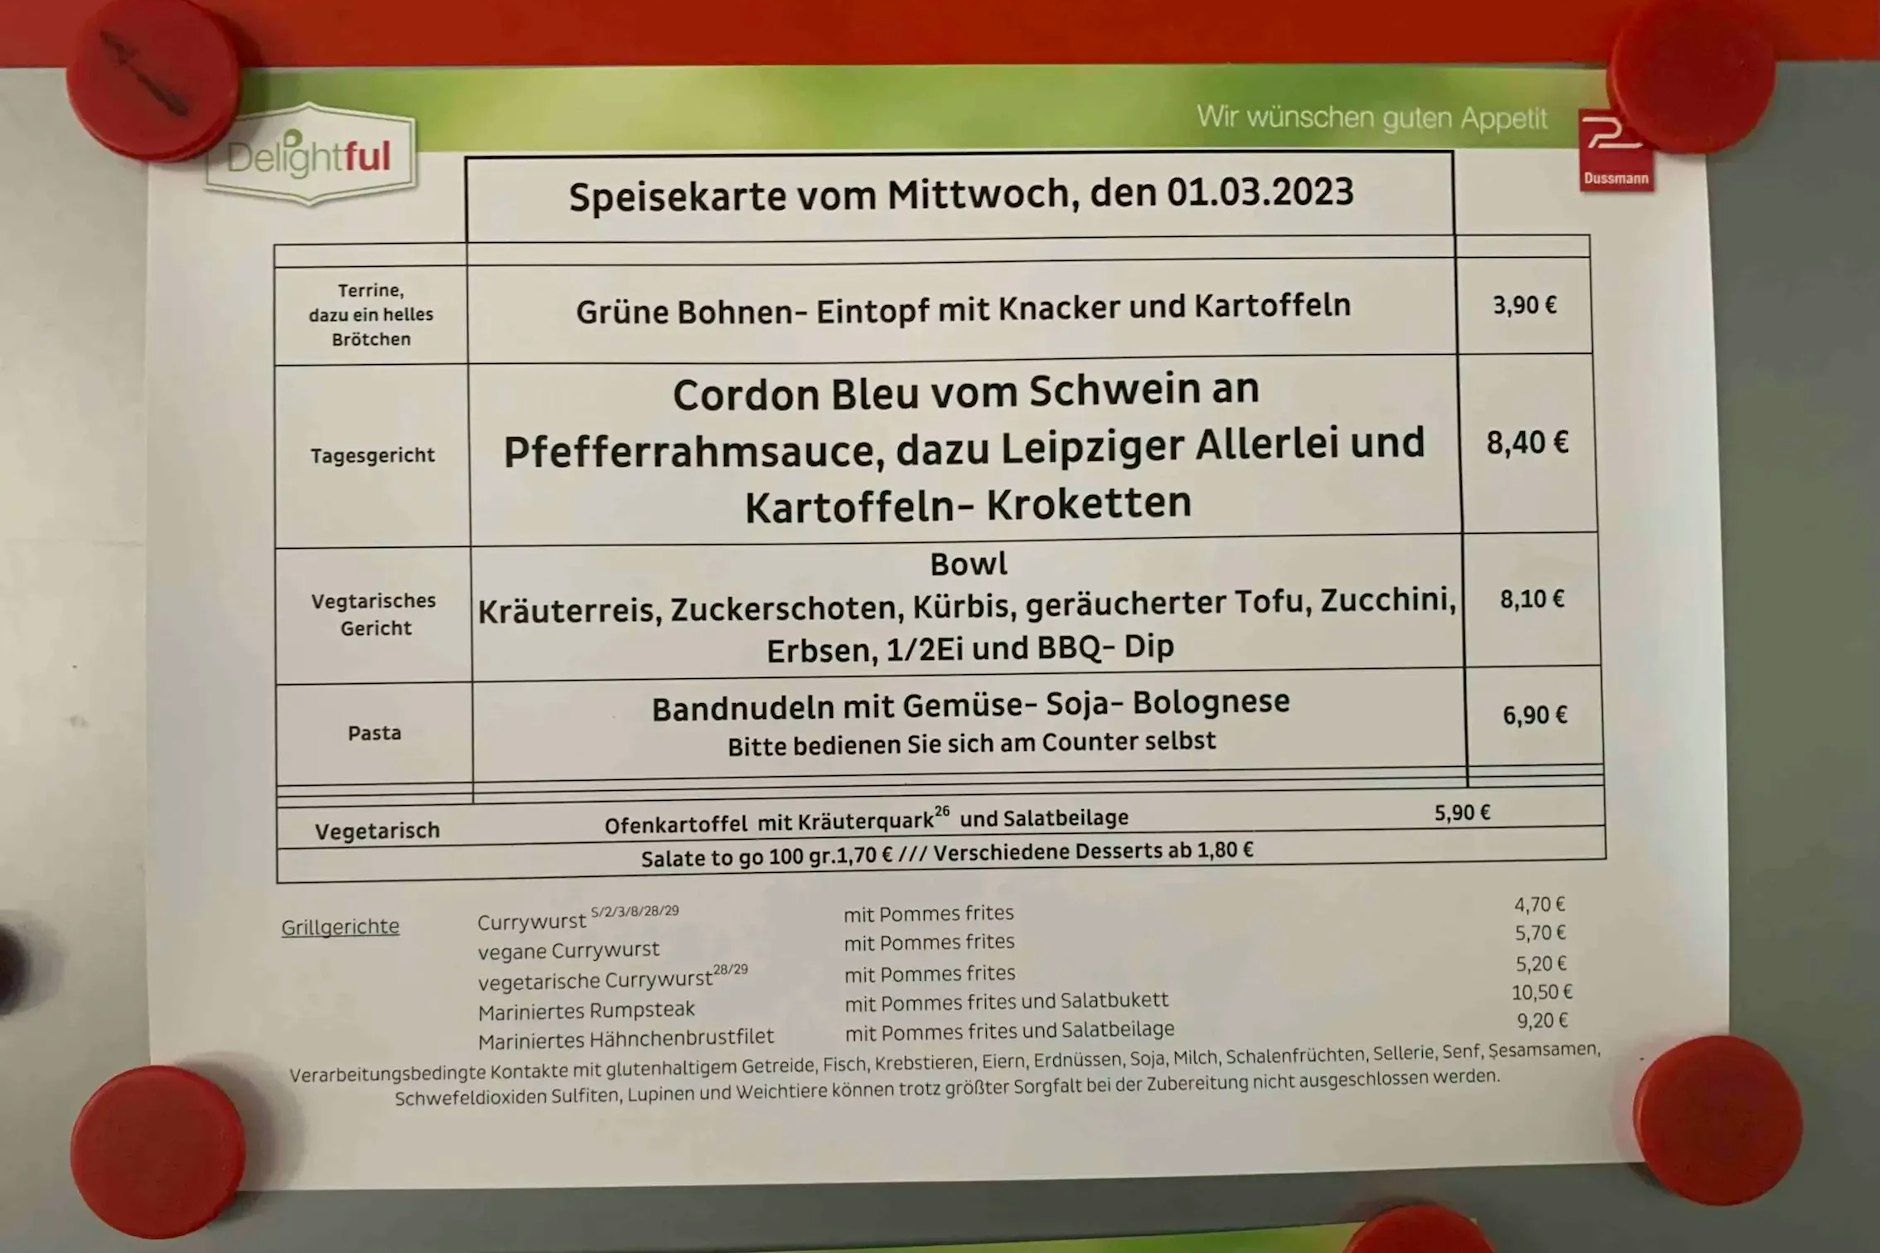 Delightful
Wir wünschen guten Appetit
Dussmann
Speisekarte vom Mittwoch, den 01.03.2023
Terrine,
dazu ein helles
Brötchen
Grüne Bohnen- Eintopf mit Knacker und Kartoffeln
3,90 €
Tagesgericht
Cordon Bleu vom Schwein an
Pfefferrahmsauce, dazu Leipziger Allerlei und
Kartoffeln- Kroketten
8,40 €
Vegtarisches
Gericht
Bowl
Kräuterreis, Zuckerschoten, Kürbis, geräucherter Tofu, Zucchini,
Erbsen, 1/2Ei und BBQ- Dip
8,10 €
Pasta
Bandnudeln mit Gemüse- Soja- Bolognese
Bitte bedienen Sie sich am Counter selbst
6,90 €
Vegetarisch Ofenkartoffel mit Kräuterquark26 und Salatbeilage 5,90 €
Salate to go 100 gr.1,70 € /// Verschiedene Desserts ab 1,80 €
Grillgerichte Currywurst S/2/3/8/28/29 mit Pommes frites 4,70 €
vegane Currywurst mit Pommes frites 5,70 €
vegetarische Currywurst28/29 mit Pommes frites 5,20 €
Mariniertes Rumpsteak mit Pommes frites und Salatbukett 10,50 €
Mariniertes Hähnchenbrustfilet mit Pommes frites und Salatbeilage 9,20 €
Verarbeitungsbedingte Kontakte mit glutenhaltigem Getreide, Fisch, Krebstieren, Eiern, Erdnüssen, Soja, Milch, Schalenfrüchten, Sellerie, Senf, Sesamsamen,
Schwefeldioxiden Sulfiten, Lupinen und Weichtiere können trotz größter Sorgfalt bei der Zubereitung nicht ausgeschlossen werden.